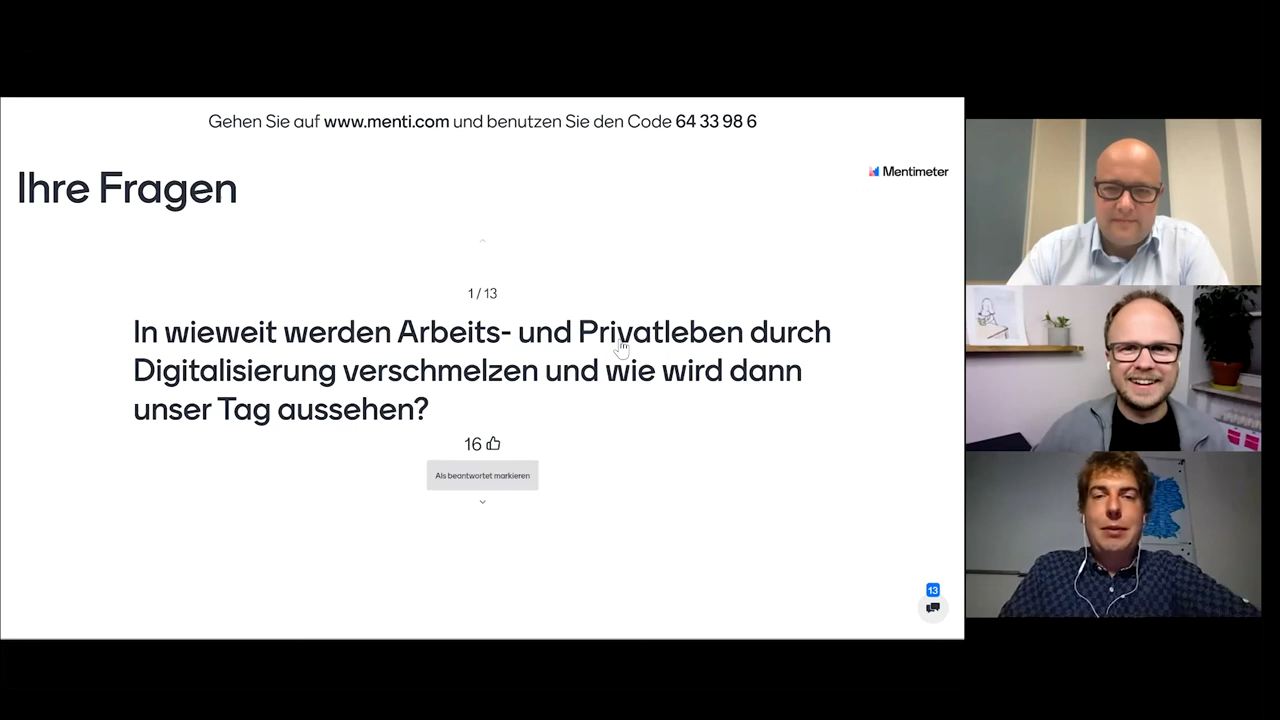 Gehen Sie auf www.menti.com und benutzen Sie den Code 64 33 98 6
Ihre Fragen
Mentimeter
1 / 13
In wieweit werden Arbeits- und Privatleben durch
Digitalisierung verschmelzen und wie wird dann
unser Tag aussehen?
16
Als beantwortet markieren
13